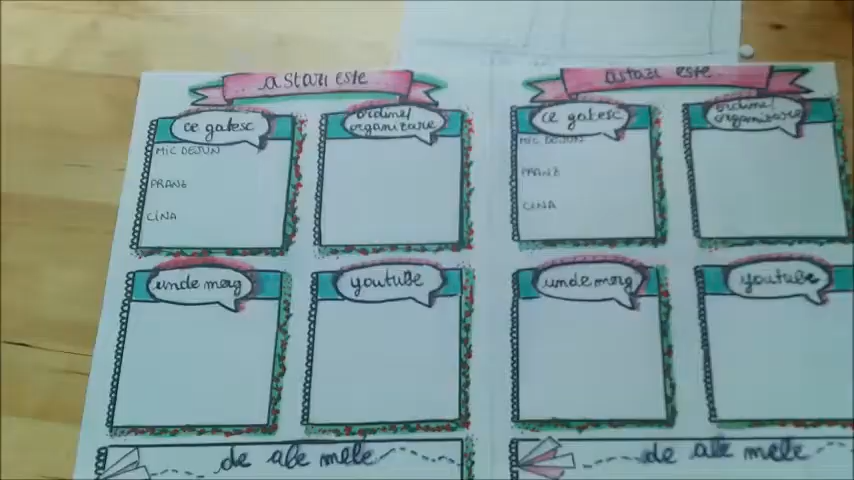 astazi este
ce gatesc
MIC DEJUN
PRANZ
CINA
ordine/
organizare
unde merg
youtube
de ale mele
astazi este
ce gatesc
MIC DEJUN
PRANZ
CINA
ordine/
organizare
unde merg
youtube
de ale mele